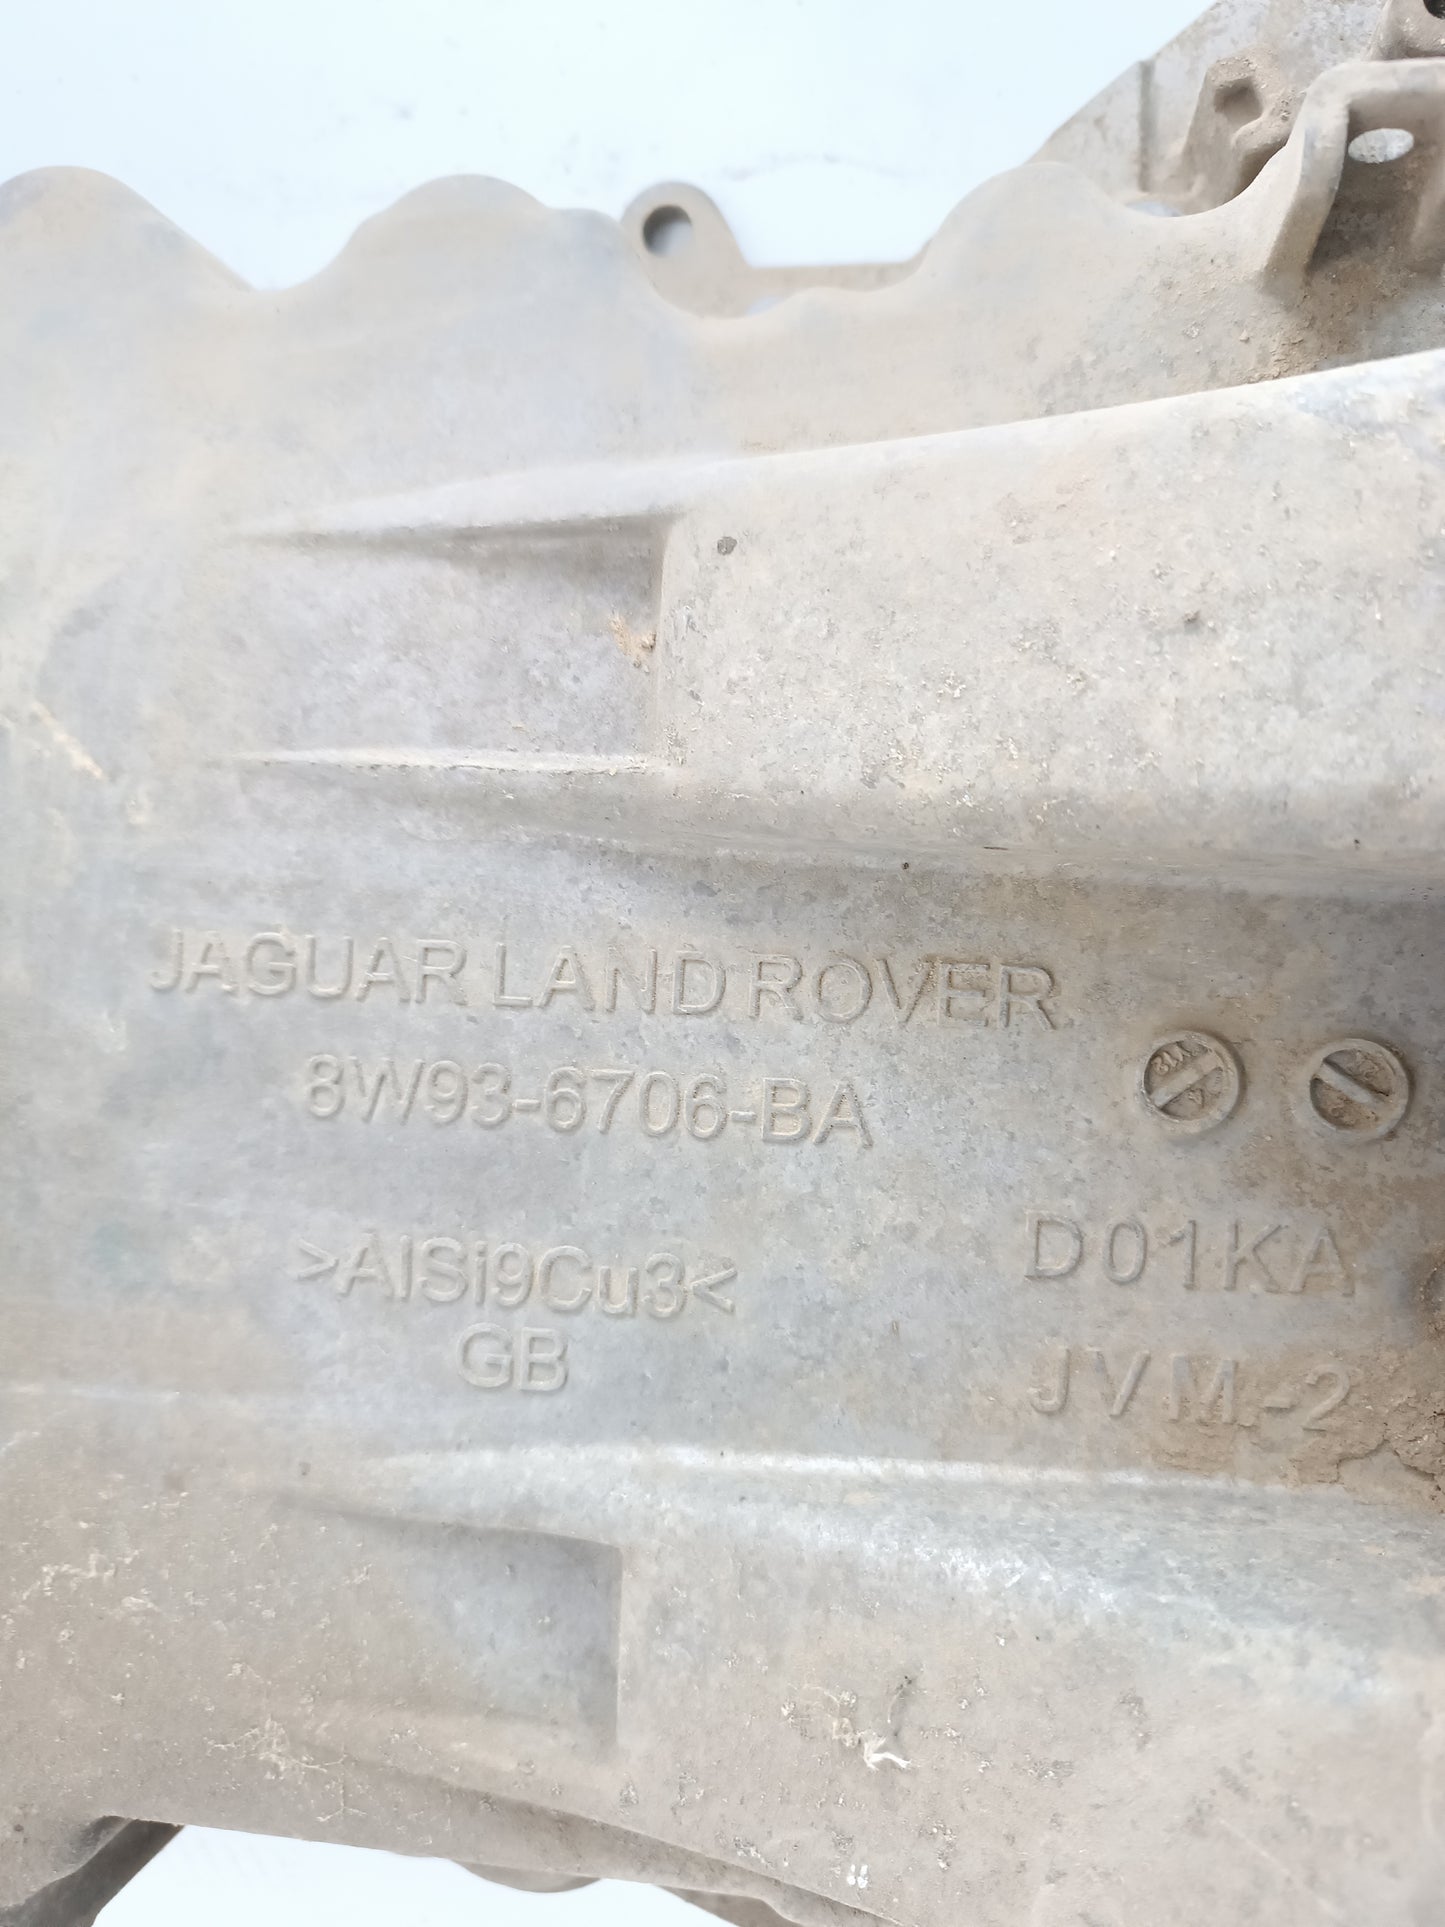 JAGUAR LAND ROVER
8W93-6706-BA
>AlSi9Cu3<
GB
D01KA
JVM-2